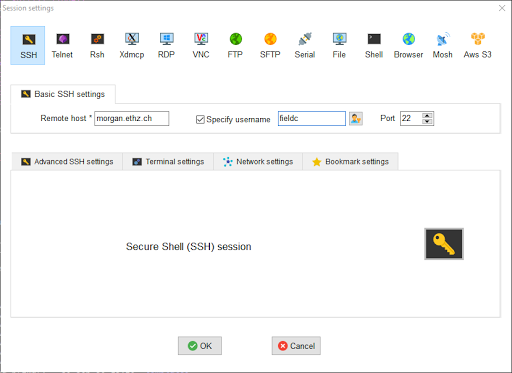 Session settings
SSH Telnet Rsh Xdmcp RDP VNC FTP SFTP Serial File Shell Browser Mosh Aws S3
Basic SSH settings
Remote host * morgan.ethz.ch Specify username fieldc Port 22
Advanced SSH settings Terminal settings Network settings Bookmark settings
Secure Shell (SSH) session
OK Cancel